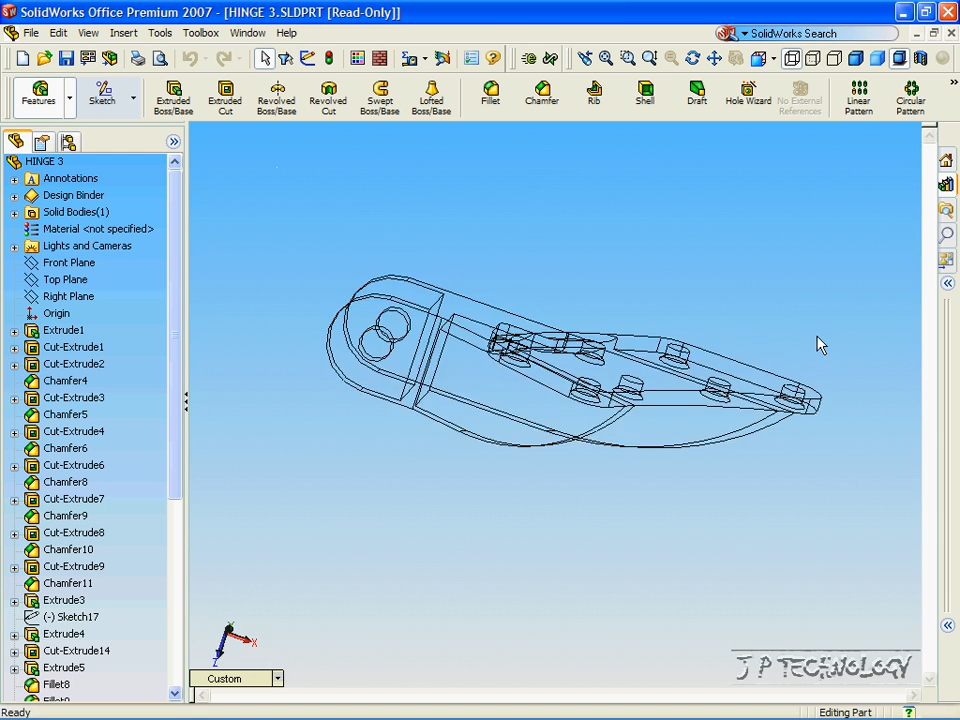 SolidWorks Office Premium 2007 - [HINGE 3.SLDPRT [Read-Only]]
File Edit View Insert Tools Toolbox Window Help
SolidWorks Search
Features
Sketch
Extruded Boss/Base
Extruded Cut
Revolved Boss/Base
Revolved Cut
Swept Boss/Base
Lofted Boss/Base
Fillet
Chamfer
Rib
Shell
Draft
Hole Wizard
No External References
Linear Pattern
Circular Pattern
HINGE 3
Annotations
Design Binder
Solid Bodies(1)
Material <not specified>
Lights and Cameras
Front Plane
Top Plane
Right Plane
Origin
Extrude1
Cut-Extrude1
Cut-Extrude2
Chamfer4
Cut-Extrude3
Chamfer5
Cut-Extrude4
Chamfer6
Cut-Extrude6
Chamfer8
Cut-Extrude7
Chamfer9
Cut-Extrude8
Chamfer10
Cut-Extrude9
Chamfer11
Extrude3
(-) Sketch17
Extrude4
Cut-Extrude14
Extrude5
Fillet8
Y
X
Z
Custom
J P TECHNOLOGY
Ready
Editing Part